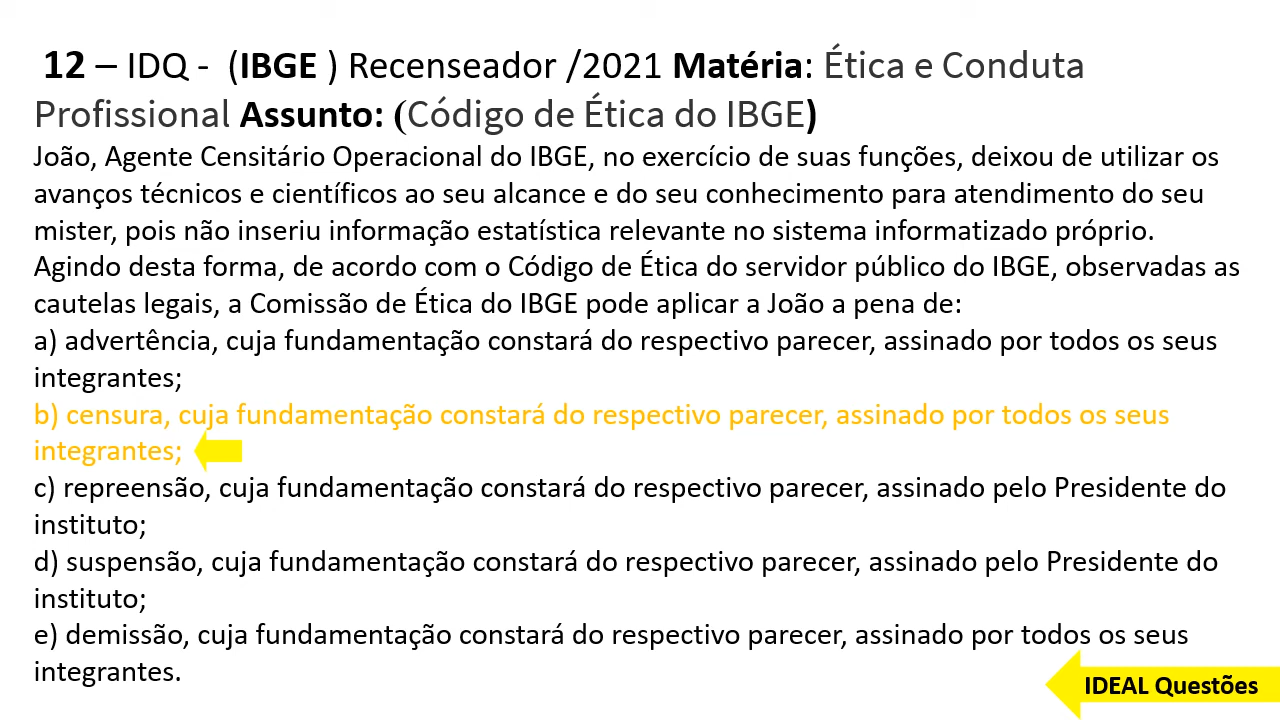 12 – IDQ - (IBGE ) Recenseador /2021 Matéria: Ética e Conduta
Profissional Assunto: (Código de Ética do IBGE)
João, Agente Censitário Operacional do IBGE, no exercício de suas funções, deixou de utilizar os
avanços técnicos e científicos ao seu alcance e do seu conhecimento para atendimento do seu
mister, pois não inseriu informação estatística relevante no sistema informatizado próprio.
Agindo desta forma, de acordo com o Código de Ética do servidor público do IBGE, observadas as
cautelas legais, a Comissão de Ética do IBGE pode aplicar a João a pena de:
a) advertência, cuja fundamentação constará do respectivo parecer, assinado por todos os seus
integrantes;
b) censura, cuja fundamentação constará do respectivo parecer, assinado por todos os seus
integrantes;
c) repreensão, cuja fundamentação constará do respectivo parecer, assinado pelo Presidente do
instituto;
d) suspensão, cuja fundamentação constará do respectivo parecer, assinado pelo Presidente do
instituto;
e) demissão, cuja fundamentação constará do respectivo parecer, assinado por todos os seus
integrantes.
IDEAL Questões